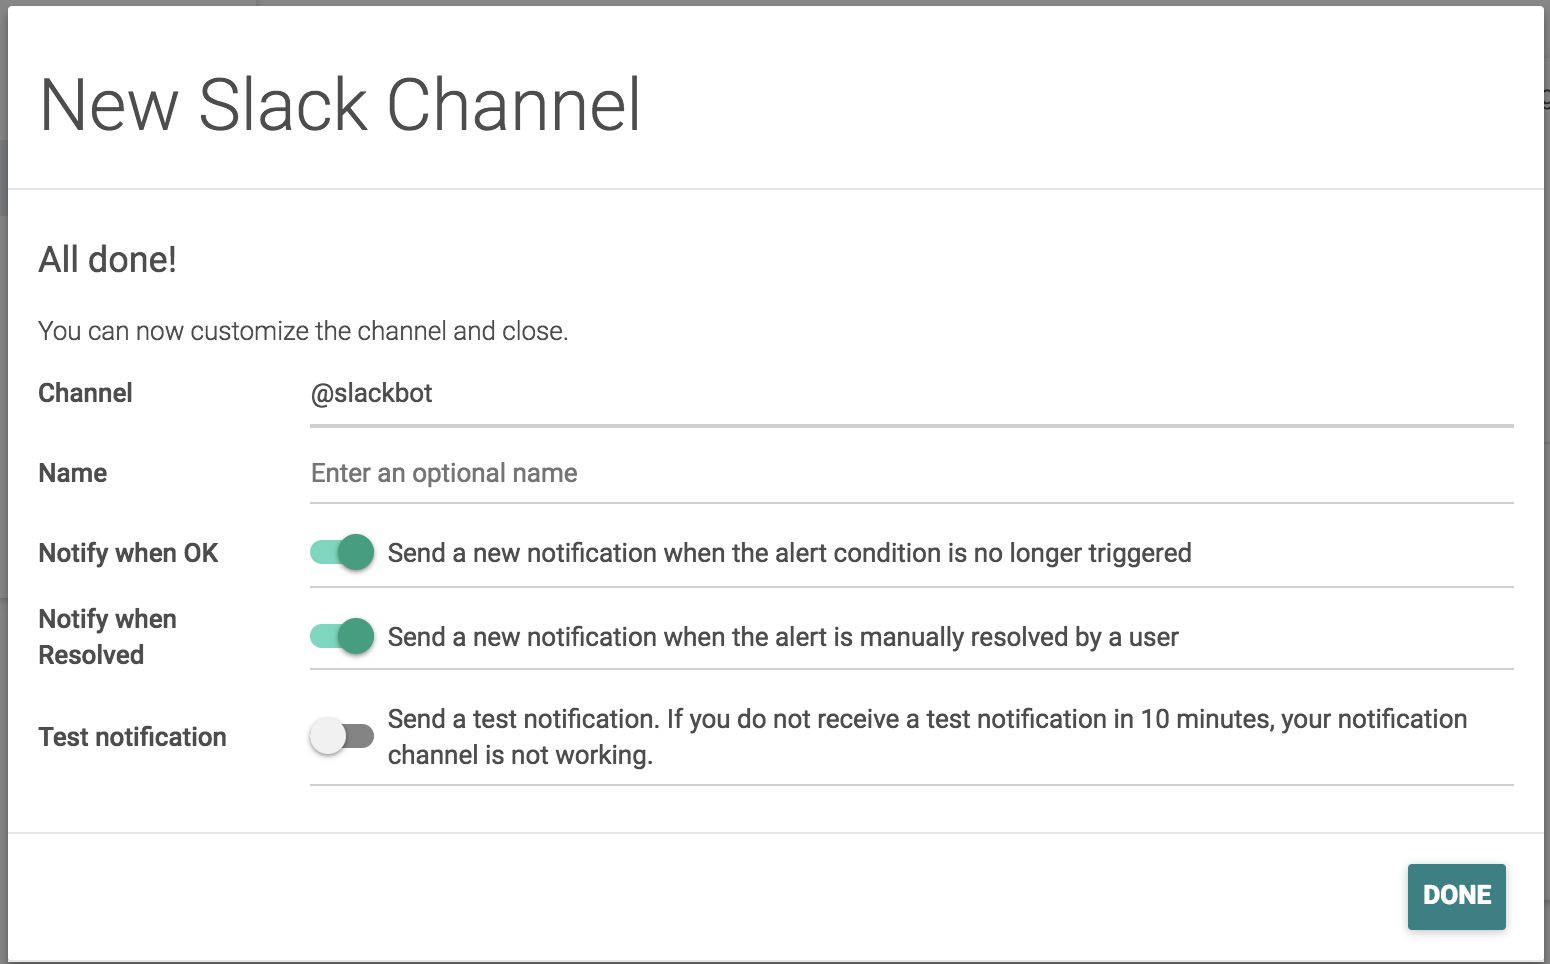 New Slack Channel
All done!
You can now customize the channel and close.
Channel
@slackbot
Name
Enter an optional name
Notify when OK
Send a new notification when the alert condition is no longer triggered
Notify when
Resolved
Send a new notification when the alert is manually resolved by a user
Test notification
Send a test notification. If you do not receive a test notification in 10 minutes, your notification
channel is not working.
DONE